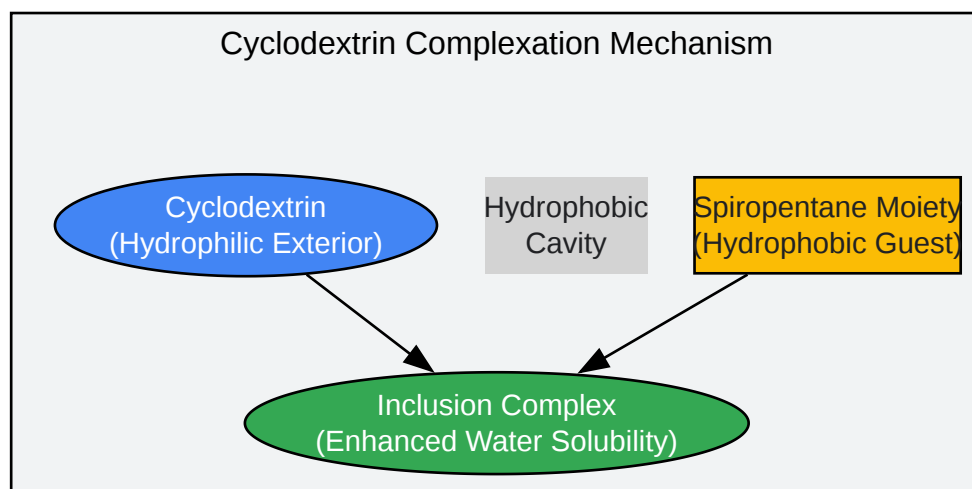 Cyclodextrin Complexation Mechanism
Cyclodextrin
(Hydrophilic Exterior)
Hydrophobic
Cavity
Spiropentane Moiety
(Hydrophobic Guest)
Inclusion Complex
(Enhanced Water Solubility)